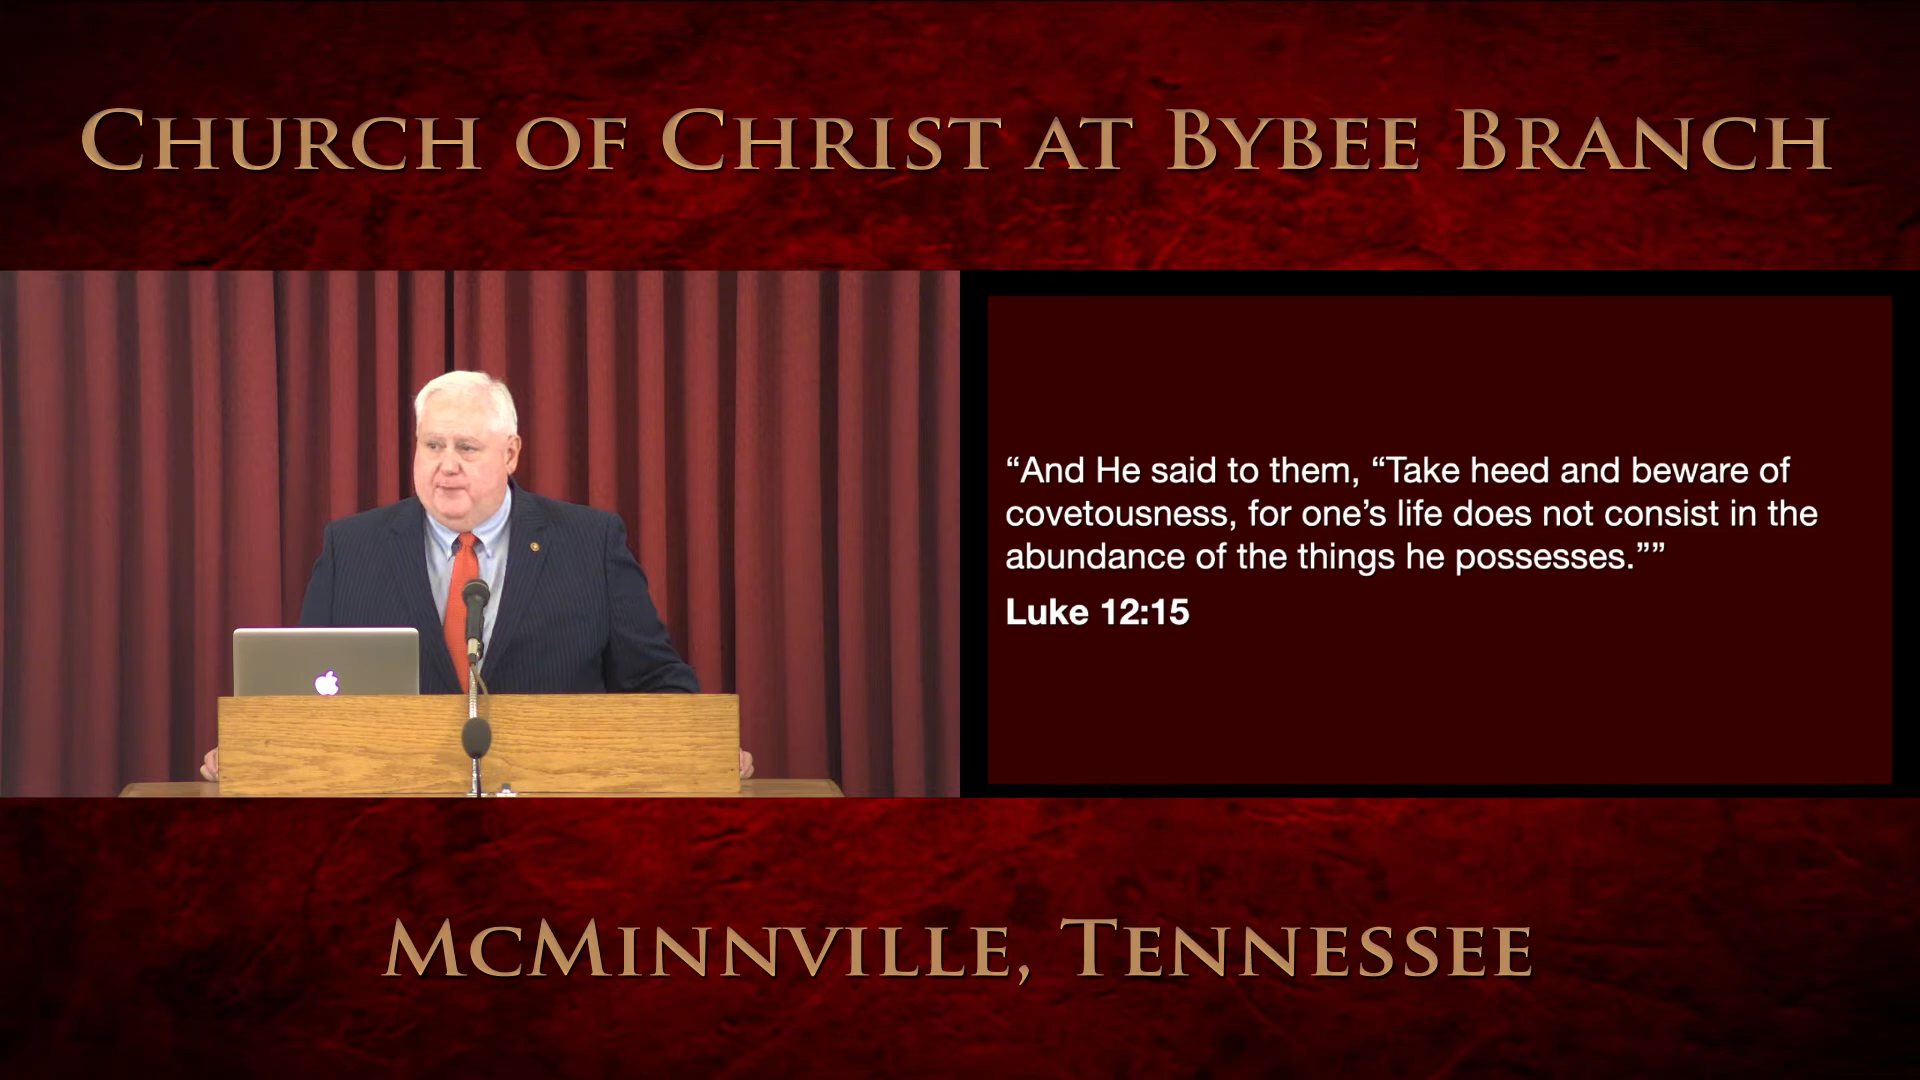 Church of Christ at Bybee Branch
“And He said to them, “Take heed and beware of
covetousness, for one’s life does not consist in the
abundance of the things he possesses.””
Luke 12:15
McMinnville, Tennessee